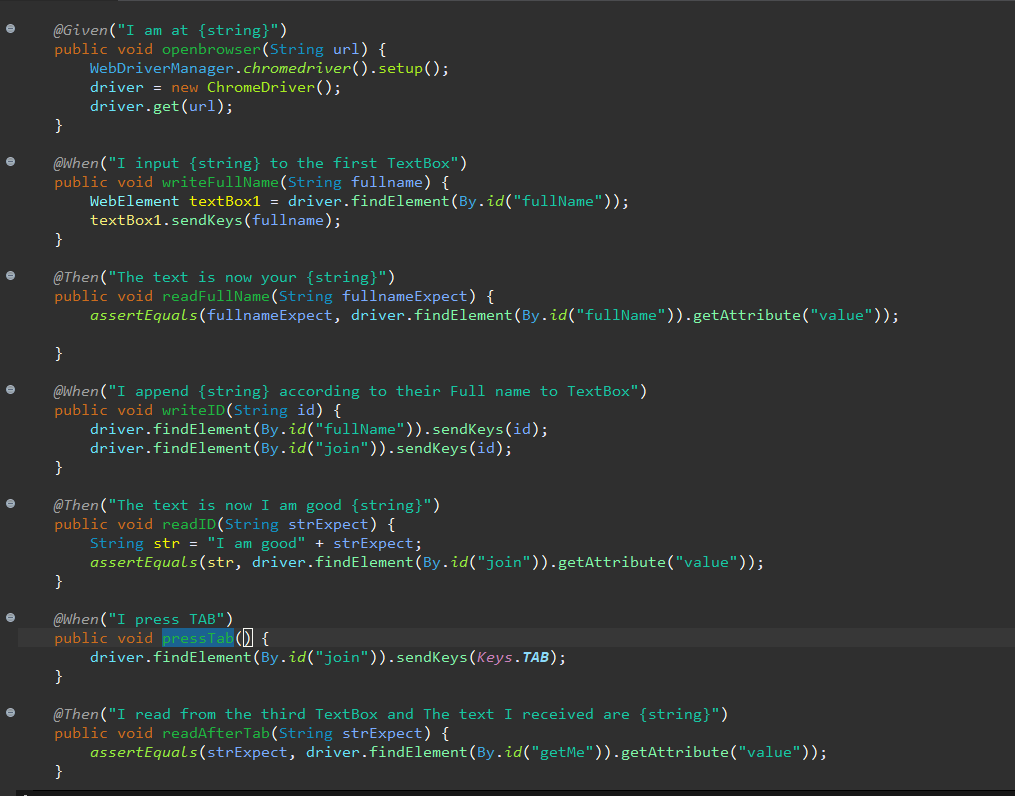 @Given("I am at {string}")
public void openbrowser(String url) {
WebDriverManager.chromedriver().setup();
driver = new ChromeDriver();
driver.get(url);
}
@When("I input {string} to the first TextBox")
public void writeFullName(String fullname) {
WebElement textBox1 = driver.findElement(By.id("fullName"));
textBox1.sendKeys(fullname);
}
@Then("The text is now your {string}")
public void readFullName(String fullnameExpect) {
assertEquals(fullnameExpect, driver.findElement(By.id("fullName")).getAttribute("value"));
}
@When("I append {string} according to their Full name to TextBox")
public void writeID(String id) {
driver.findElement(By.id("fullName")).sendKeys(id);
driver.findElement(By.id("join")).sendKeys(id);
}
@Then("The text is now I am good {string}")
public void readID(String strExpect) {
String str = "I am good" + strExpect;
assertEquals(str, driver.findElement(By.id("join")).getAttribute("value"));
}
@When("I press TAB")
public void pressTab() {
driver.findElement(By.id("join")).sendKeys(Keys.TAB);
}
@Then("I read from the third TextBox and The text I received are {string}")
public void readAfterTab(String strExpect) {
assertEquals(strExpect, driver.findElement(By.id("getMe")).getAttribute("value"));
}